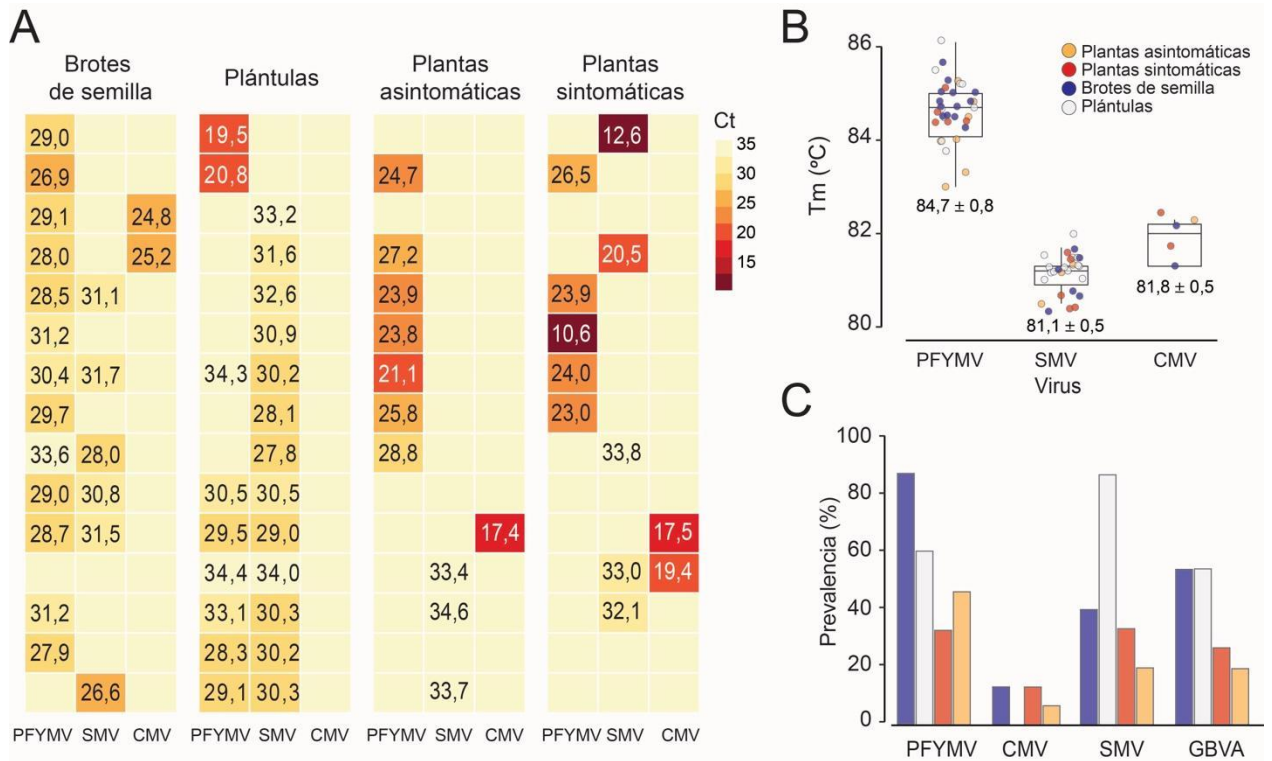 A
Brotes
de semilla
Plántulas
Plantas
asintomáticas
Plantas
sintomáticas
29,0 19,5 12,6
26,9 20,8 24,7 26,5
29,1 24,8 33,2
28,0 25,2 31,6 27,2 20,5
28,5 31,1 32,6 23,9 23,9
31,2 30,9 23,8 10,6
30,4 31,7 34,3 30,2 21,1 24,0
29,7 28,1 25,8 23,0
33,6 28,0 27,8 28,8 33,8
29,0 30,8 30,5 30,5
28,7 31,5 29,5 29,0 17,4 17,5
34,4 34,0 33,4 33,0 19,4
31,2 33,1 30,3 34,6 32,1
27,9 28,3 30,2
26,6 29,1 30,3 33,7
PFYMV SMV CMV PFYMV SMV CMV PFYMV SMV CMV PFYMV SMV CMV
Ct
35
30
25
20
15
B
Tm (ºC)
86
84
82
80
Plantas asintomáticas
Plantas sintomáticas
Brotes de semilla
Plántulas
84,7 ± 0,8
81,1 ± 0,5
81,8 ± 0,5
PFYMV SMV CMV
Virus
C
Prevalencia (%)
100
80
60
40
20
0
PFYMV CMV SMV GBVA